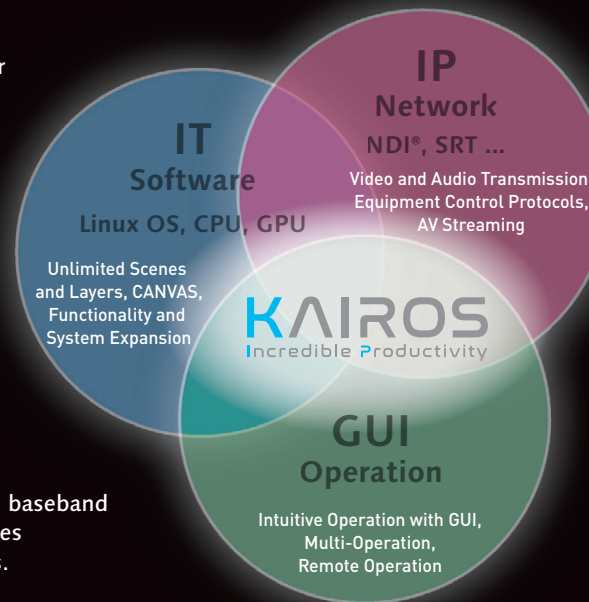 r
IP
Network
NDI®, SRT ...
Video and Audio Transmission
Equipment Control Protocols,
AV Streaming
IT
Software
Linux OS, CPU, GPU
Unlimited Scenes
and Layers, CANVAS,
Functionality and
System Expansion
KAIROS
Incredible Productivity
GUI
Operation
Intuitive Operation with GUI,
Multi-Operation,
Remote Operation
baseband
es
.